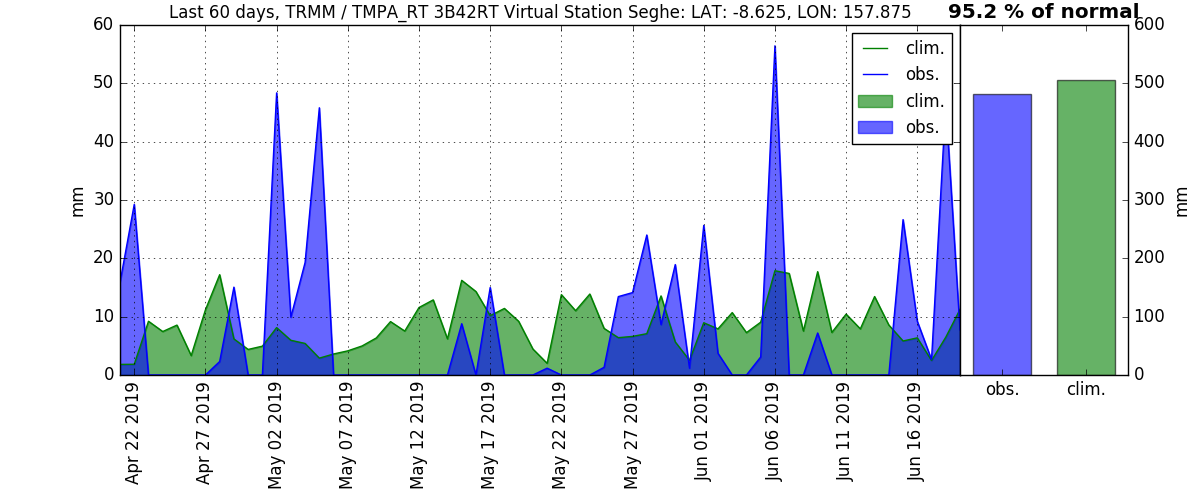 Last 60 days, TRMM / TMPA_RT 3B42RT Virtual Station Seghe: LAT: -8.625, LON: 157.875
95.2 % of normal
60
50
40
30
20
10
0
mm
clim.
obs.
clim.
obs.
Apr 22 2019
Apr 27 2019
May 02 2019
May 07 2019
May 12 2019
May 17 2019
May 22 2019
May 27 2019
Jun 01 2019
Jun 06 2019
Jun 11 2019
Jun 16 2019
600
500
400
300
200
100
0
mm
obs.
clim.